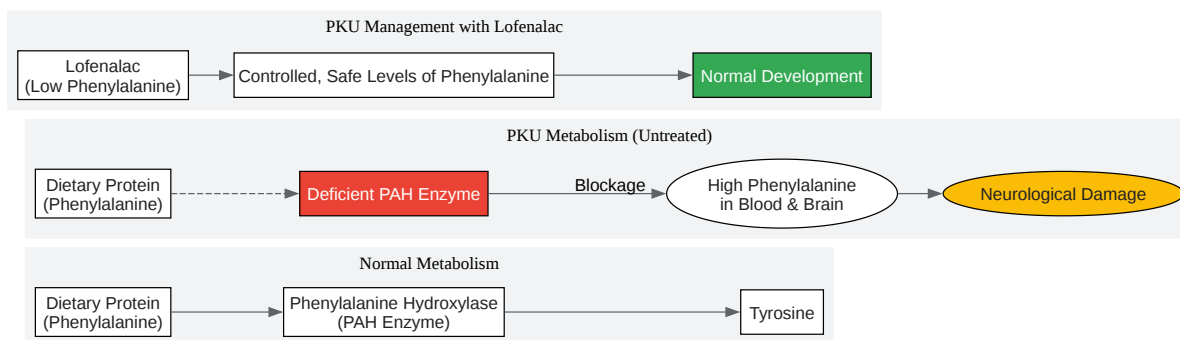 PKU Management with Lofenalac
Lofenalac
(Low Phenylalanine)
Controlled, Safe Levels of Phenylalanine
Normal Development
PKU Metabolism (Untreated)
Dietary Protein
(Phenylalanine)
Deficient PAH Enzyme
Blockage
High Phenylalanine
in Blood & Brain
Neurological Damage
Normal Metabolism
Dietary Protein
(Phenylalanine)
Phenylalanine Hydroxylase
(PAH Enzyme)
Tyrosine